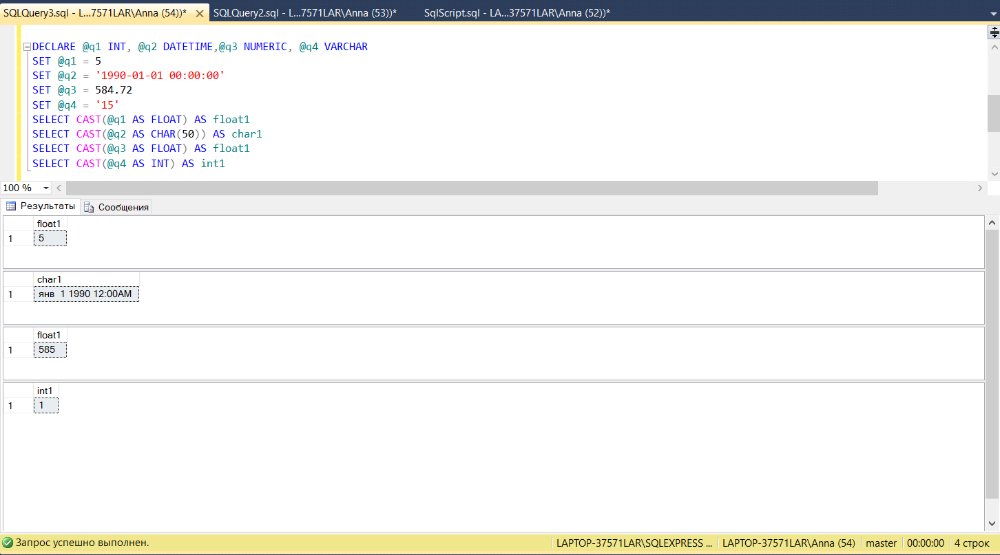 SQLQuery3.sql - L...7571LAR\Anna (54))* SQLQuery2.sql - L...7571LAR\Anna (53))* SqlScript.sql - LA...37571LAR\Anna (52))*
DECLARE @q1 INT, @q2 DATETIME,@q3 NUMERIC, @q4 VARCHAR
SET @q1 = 5
SET @q2 = '1990-01-01 00:00:00'
SET @q3 = 584.72
SET @q4 = '15'
SELECT CAST(@q1 AS FLOAT) AS float1
SELECT CAST(@q2 AS CHAR(50)) AS char1
SELECT CAST(@q3 AS FLOAT) AS float1
SELECT CAST(@q4 AS INT) AS int1
100 %
Результаты Сообщения
float1
1 5
char1
1 янв  1 1990 12:00AM
float1
1 585
int1
1 1
Запрос успешно выполнен. LAPTOP-37571LAR\SQLEXPRESS ... LAPTOP-37571LAR\Anna (54) master 00:00:00 4 строк